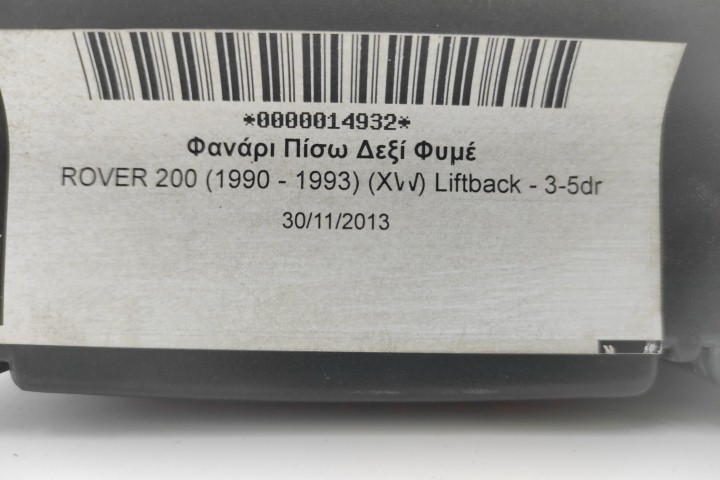 *0000014932*
Φανάρι Πίσω Δεξί Φυμέ
ROVER 200 (1990 - 1993) (XW) Liftback - 3-5dr
30/11/2013